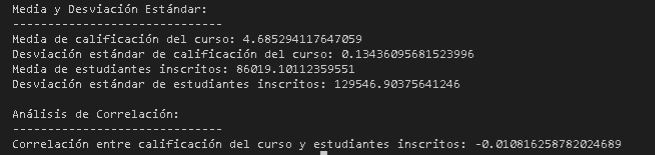 Media y Desviación Estándar:
------------------------------
Media de calificación del curso: 4.685294117647059
Desviación estándar de calificación del curso: 0.13436095681523996
Media de estudiantes inscritos: 86019.10112359551
Desviación estándar de estudiantes inscritos: 129546.90375641246
Análisis de Correlación:
------------------------------
Correlación entre calificación del curso y estudiantes inscritos: -0.010816258782024689